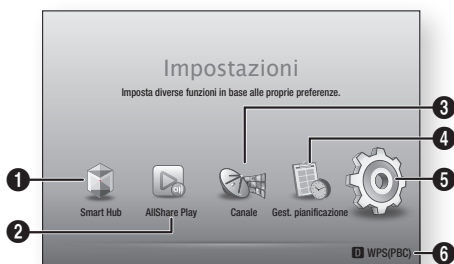 Impostazioni
Imposta diverse funzioni in base alle proprie preferenze.
3
4
1
5
Smart Hub AllShare Play Canale Gest. pianificazione
2
D WPS(PBC) 6